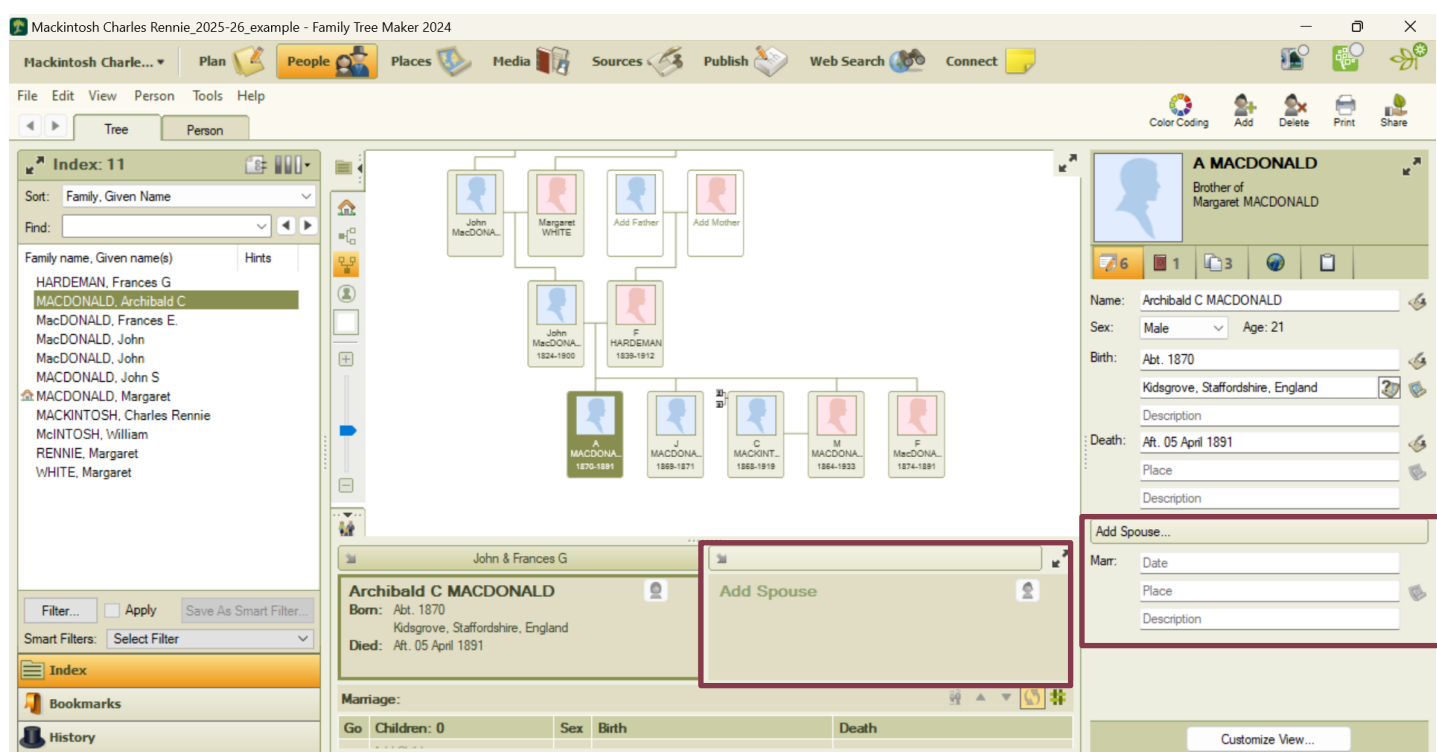 Mackintosh Charles Rennie_2025-26_example - Family Tree Maker 2024
Mackintosh Charle... Plan People Places Media Sources Publish Web Search Connect
File Edit View Person Tools Help
Color Coding Add Delete Print Share
Tree Person
Index: 11
Sort: Family, Given Name
Find:
Family name, Given name(s) Hints
HARDEMAN, Frances G
MACDONALD, Archibald C
MacDONALD, Frances E.
MacDONALD, John
MacDONALD, John
MACDONALD, John S
MACDONALD, Margaret
MACKINTOSH, Charles Rennie
McINTOSH, William
RENNIE, Margaret
WHITE, Margaret
Filter... Apply Save As Smart Filter...
Smart Filters: Select Filter
Index
Bookmarks
History
John
MacDONA...
Margaret
WHITE
Add Father
Add Mother
John
MacDONA...
1824-1900
F
HARDEMAN
1839-1912
A
MACDONA...
1870-1891
J
MACDONA...
1869-1871
C
MACKINT...
1868-1919
M
MACDONA...
1864-1933
F
MacDONA...
1874-1891
John & Frances G
Archibald C MACDONALD
Born: Abt. 1870
Kidsgrove, Staffordshire, England
Died: Aft. 05 April 1891
Add Spouse
Marriage:
Go Children: 0 Sex Birth Death
A MACDONALD
Brother of
Margaret MACDONALD
6 1 3
Name: Archibald C MACDONALD
Sex: Male Age: 21
Birth: Abt. 1870
Kidsgrove, Staffordshire, England
Description
Death: Aft. 05 April 1891
Place
Description
Add Spouse...
Marr: Date
Place
Description
Customize View...